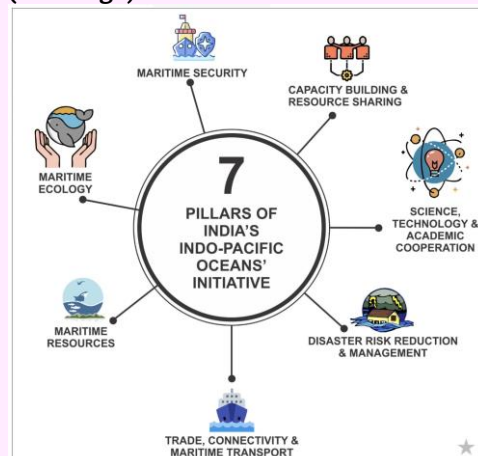 7
PILLARS OF
INDIA'S
INDO-PACIFIC
OCEANS'
INITIATIVE
MARITIME SECURITY
CAPACITY BUILDING &
RESOURCE SHARING
SCIENCE,
TECHNOLOGY &
ACADEMIC
COOPERATION
DISASTER RISK REDUCTION
& MANAGEMENT
TRADE, CONNECTIVITY &
MARITIME TRANSPORT
MARITIME
RESOURCES
MARITIME
ECOLOGY